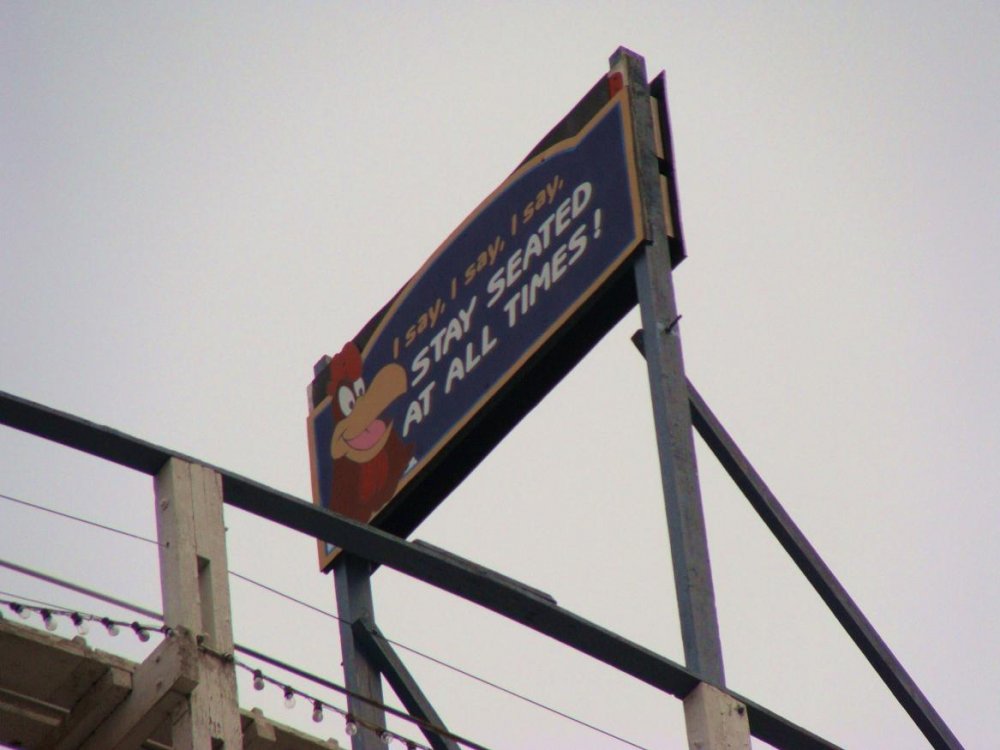 I say, I say, I say,
STAY SEATED
AT ALL TIMES!